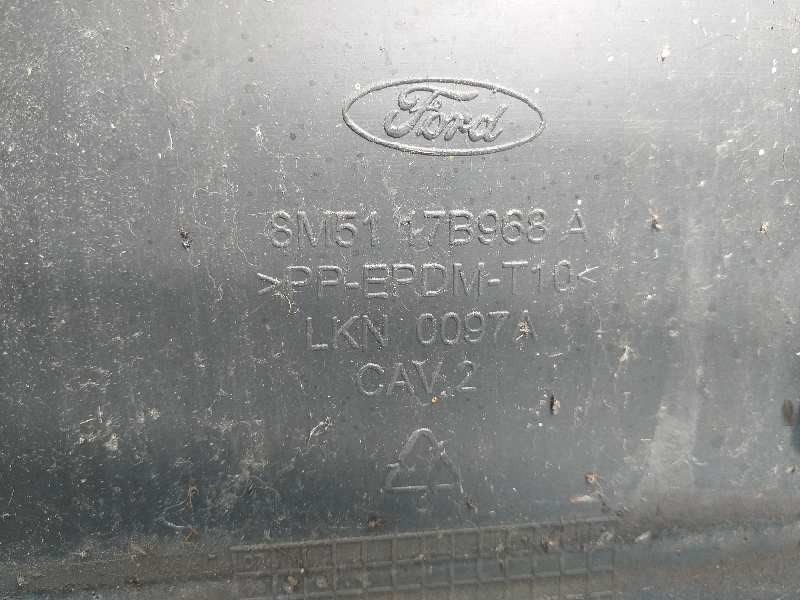 Ford
8M51 17B968 A
>PP-EPDM-T10<
LKN 0097A
CAV.2